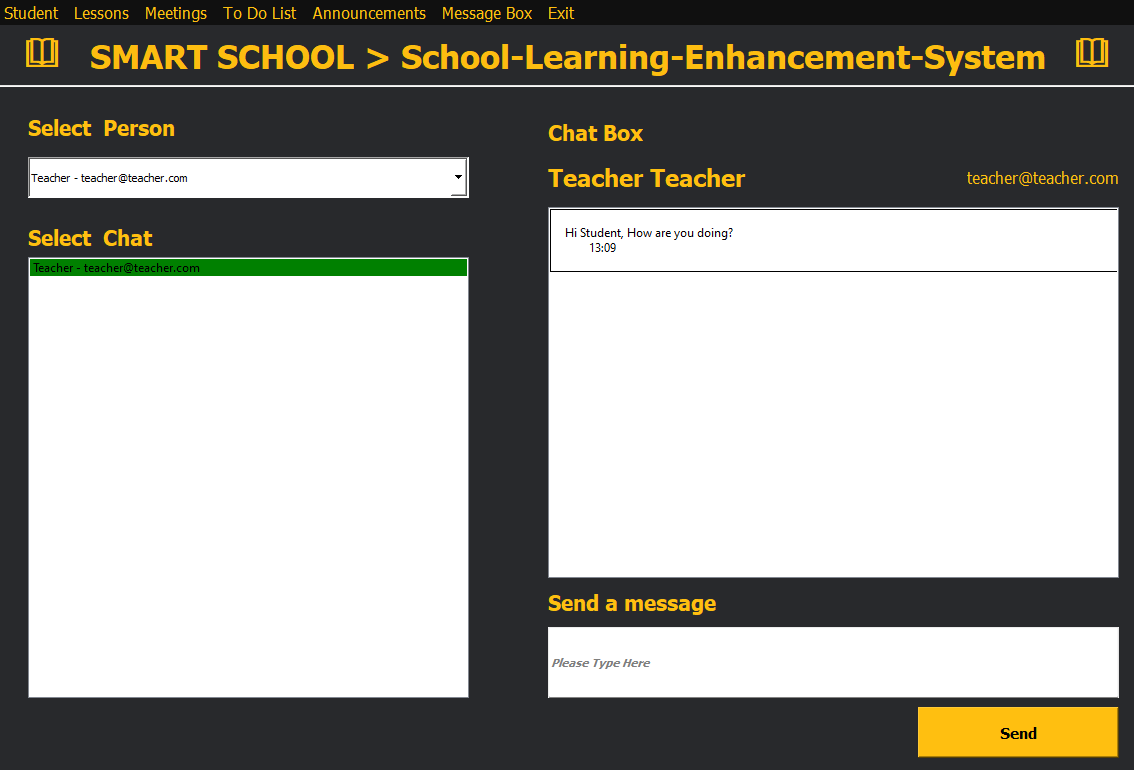 Student Lessons Meetings To Do List Announcements Message Box Exit
SMART SCHOOL > School-Learning-Enhancement-System
Select Person
Teacher - teacher@teacher.com
Select Chat
Teacher - teacher@teacher.com
Chat Box
Teacher Teacher teacher@teacher.com
Hi Student, How are you doing?
13:09
Send a message
Please Type Here
Send